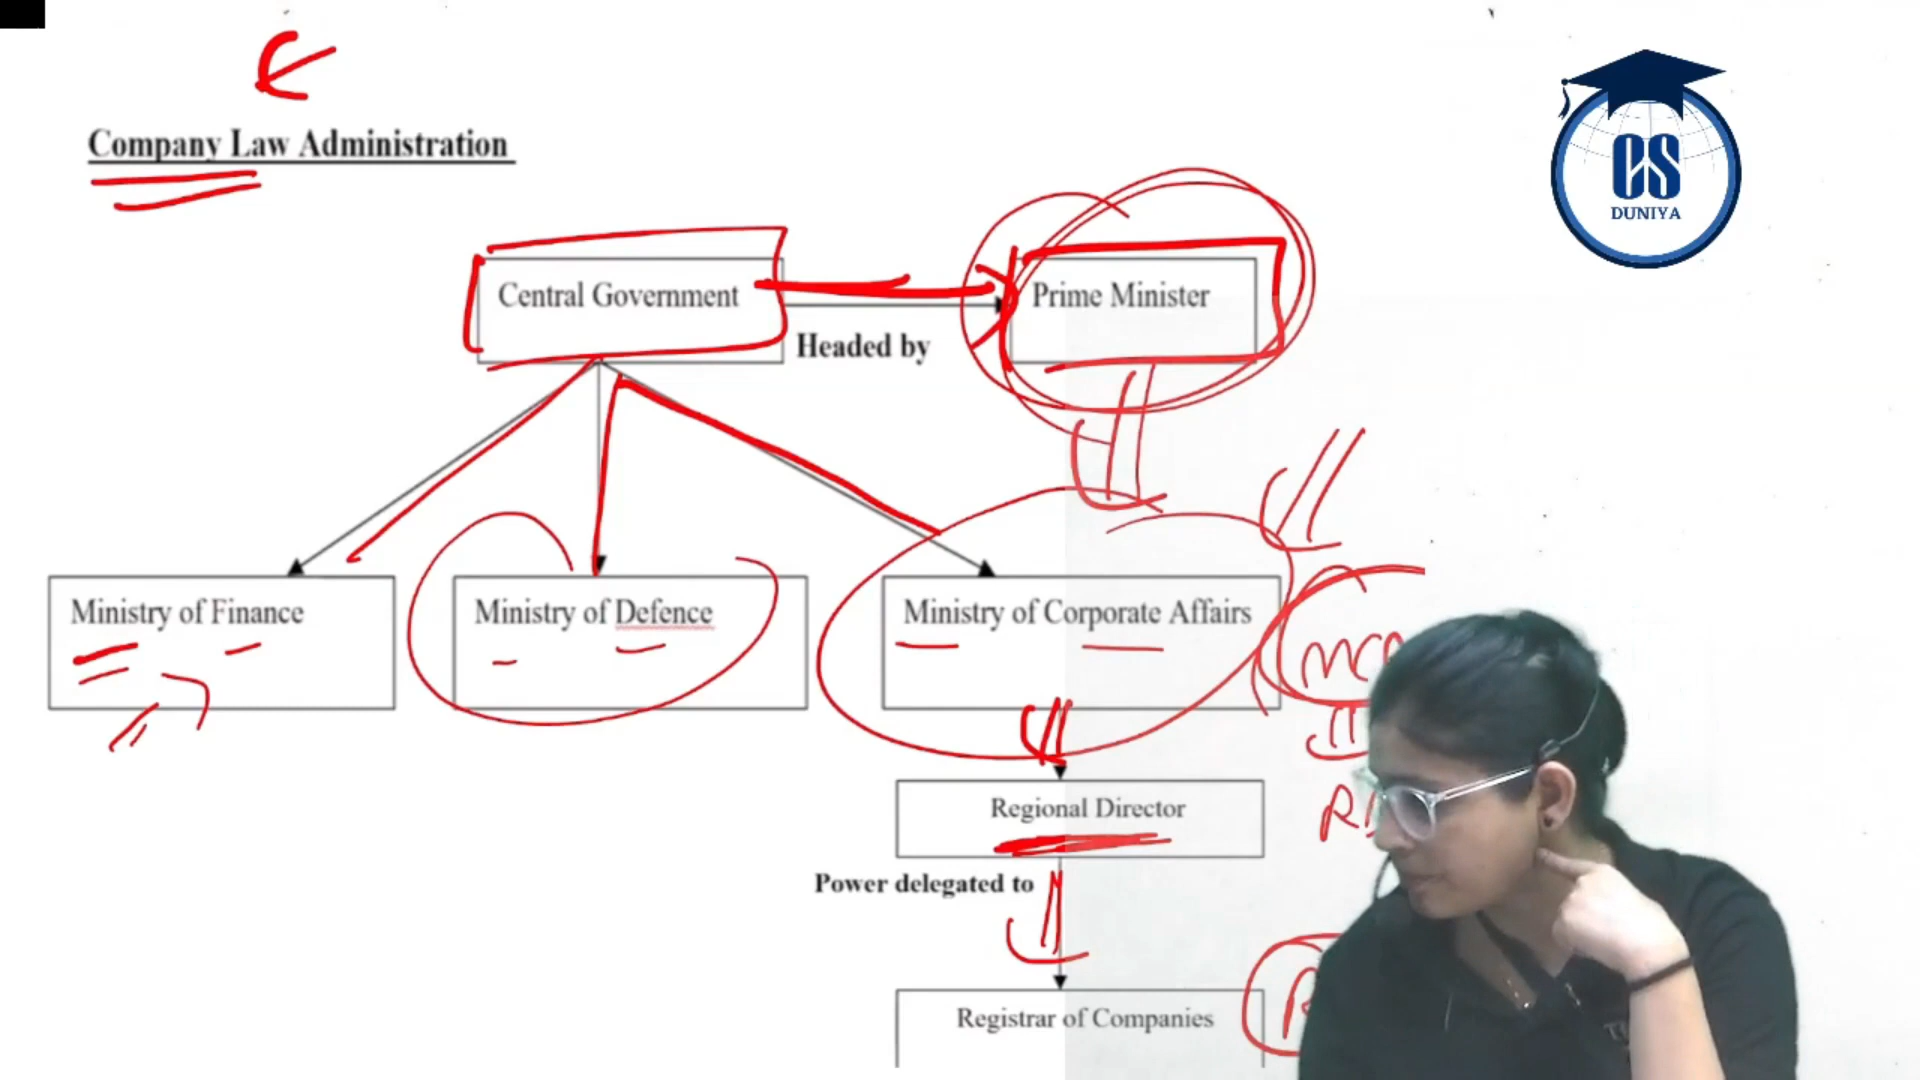 Company Law Administration
CS
DUNIYA
Central Government
Prime Minister
Headed by
Ministry of Finance
Ministry of Defence
Ministry of Corporate Affairs
Regional Director
Power delegated to
Registrar of Companies